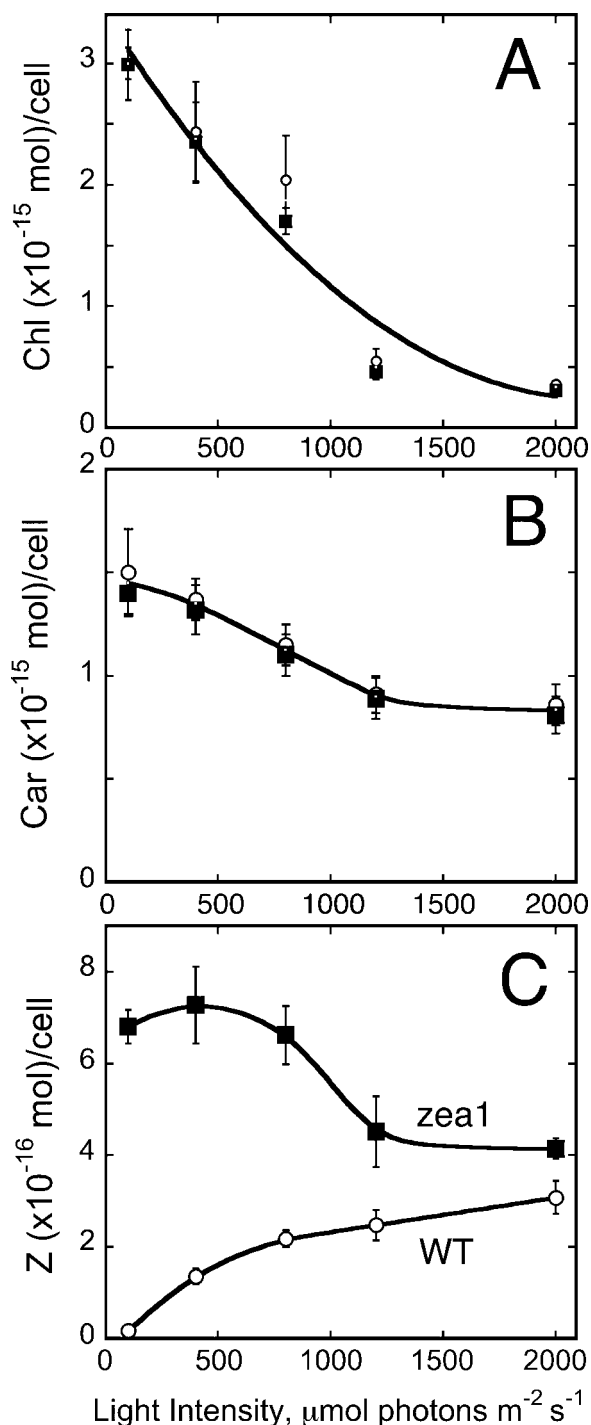 A
Chl (x10⁻¹⁵ mol)/cell
3
2
1
0
500 1000 1500 2000
B
Car (x10⁻¹⁵ mol)/cell
2
1
0
500 1000 1500 2000
C
Z (x10⁻¹⁶ mol)/cell
8
6
4
2
0
zea1
WT
0 500 1000 1500 2000
Light Intensity, μmol photons m⁻² s⁻¹